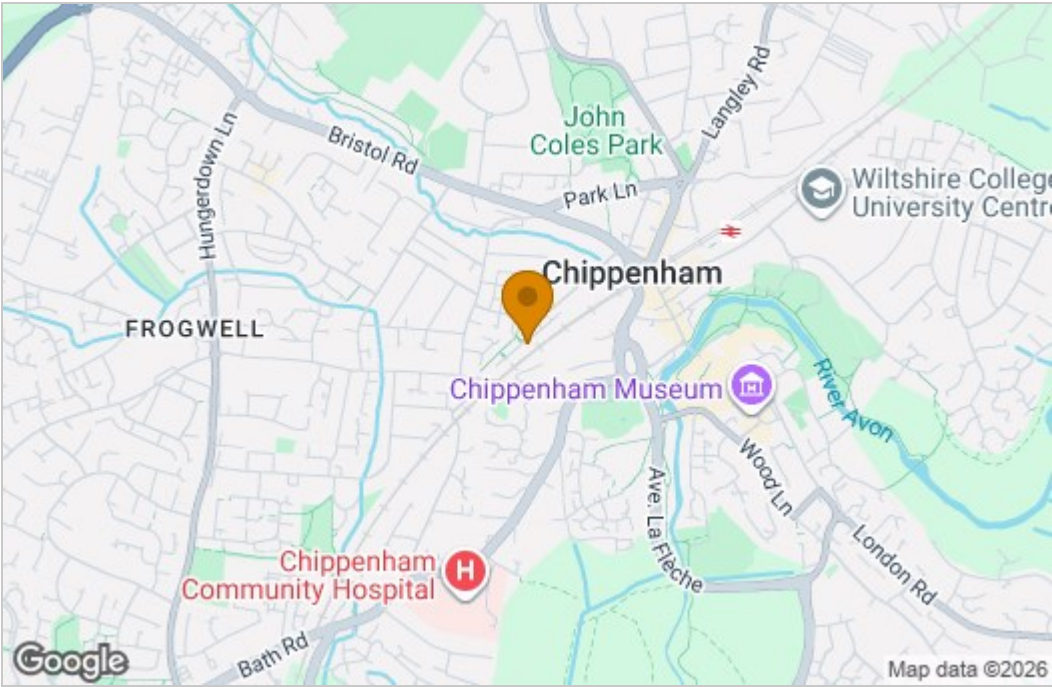 John
Coles Park
Langley Rd
Bristol Rd
Hungerdown Ln
Park Ln
Wiltshire College
University Centre
Chippenham
FROGWELL
Chippenham Museum
River Avon
Wood Ln
Ave. La Flèche
London Rd
Chippenham
Community Hospital
H
Bath Rd
Google
Map data ©2026